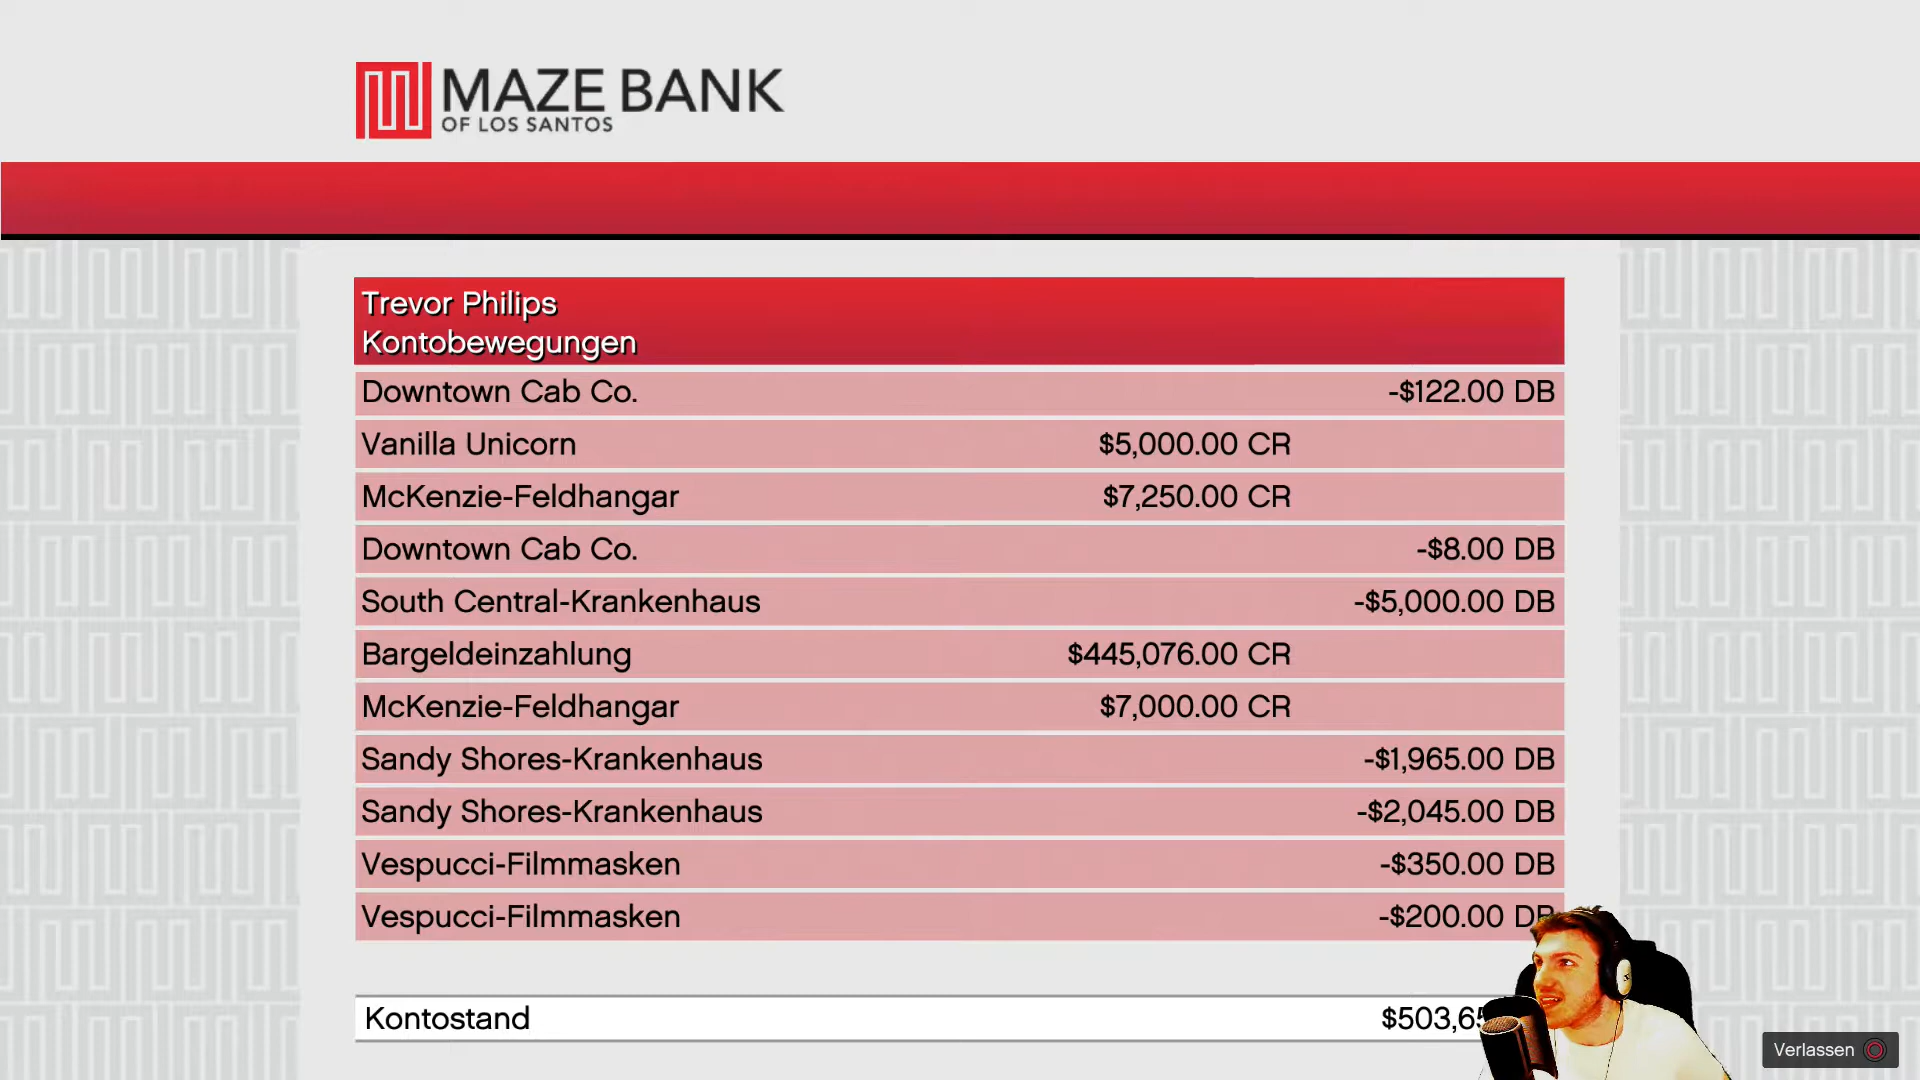 MAZE BANK
OF LOS SANTOS
Trevor Philips
Kontobewegungen
Downtown Cab Co. -$122.00 DB
Vanilla Unicorn $5,000.00 CR
McKenzie-Feldhangar $7,250.00 CR
Downtown Cab Co. -$8.00 DB
South Central-Krankenhaus -$5,000.00 DB
Bargeldeinzahlung $445,076.00 CR
McKenzie-Feldhangar $7,000.00 CR
Sandy Shores-Krankenhaus -$1,965.00 DB
Sandy Shores-Krankenhaus -$2,045.00 DB
Vespucci-Filmmasken -$350.00 DB
Vespucci-Filmmasken -$200.00 DB
Kontostand
Verlassen